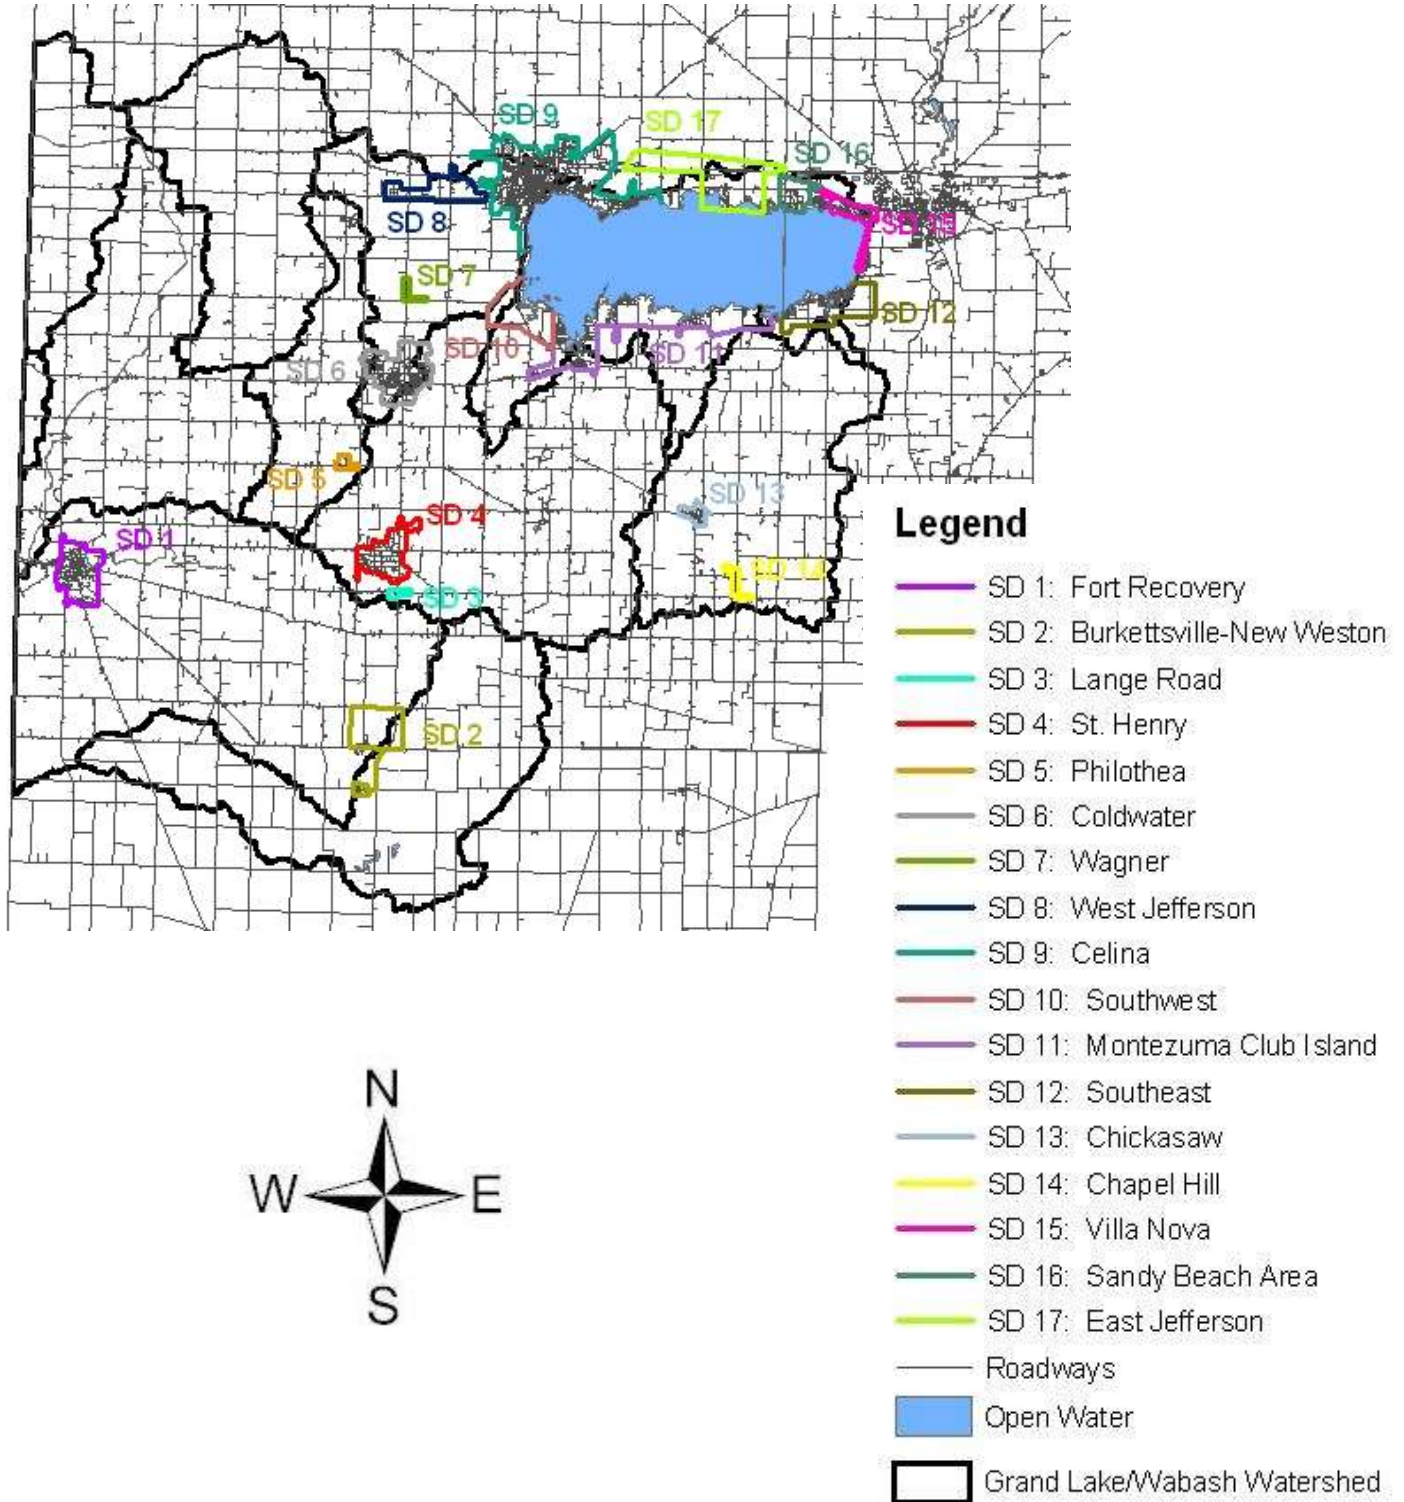 SD 9
SD 17
SD 16
SD 8
SD 15
SD 7
SD 12
SD 10
SD 11
SD 6
SD 5
SD 13
SD 4
SD 1
SD 14
SD 3
SD 2
Legend
SD 1: Fort Recovery
SD 2: Burkettsville-New Weston
SD 3: Lange Road
SD 4: St. Henry
SD 5: Philothea
SD 6: Coldwater
SD 7: Wagner
SD 8: West Jefferson
SD 9: Celina
SD 10: Southwest
SD 11: Montezuma Club Island
SD 12: Southeast
SD 13: Chickasaw
SD 14: Chapel Hill
SD 15: Villa Nova
SD 16: Sandy Beach Area
SD 17: East Jefferson
Roadways
Open Water
Grand Lake/Wabash Watershed
N
W E
S